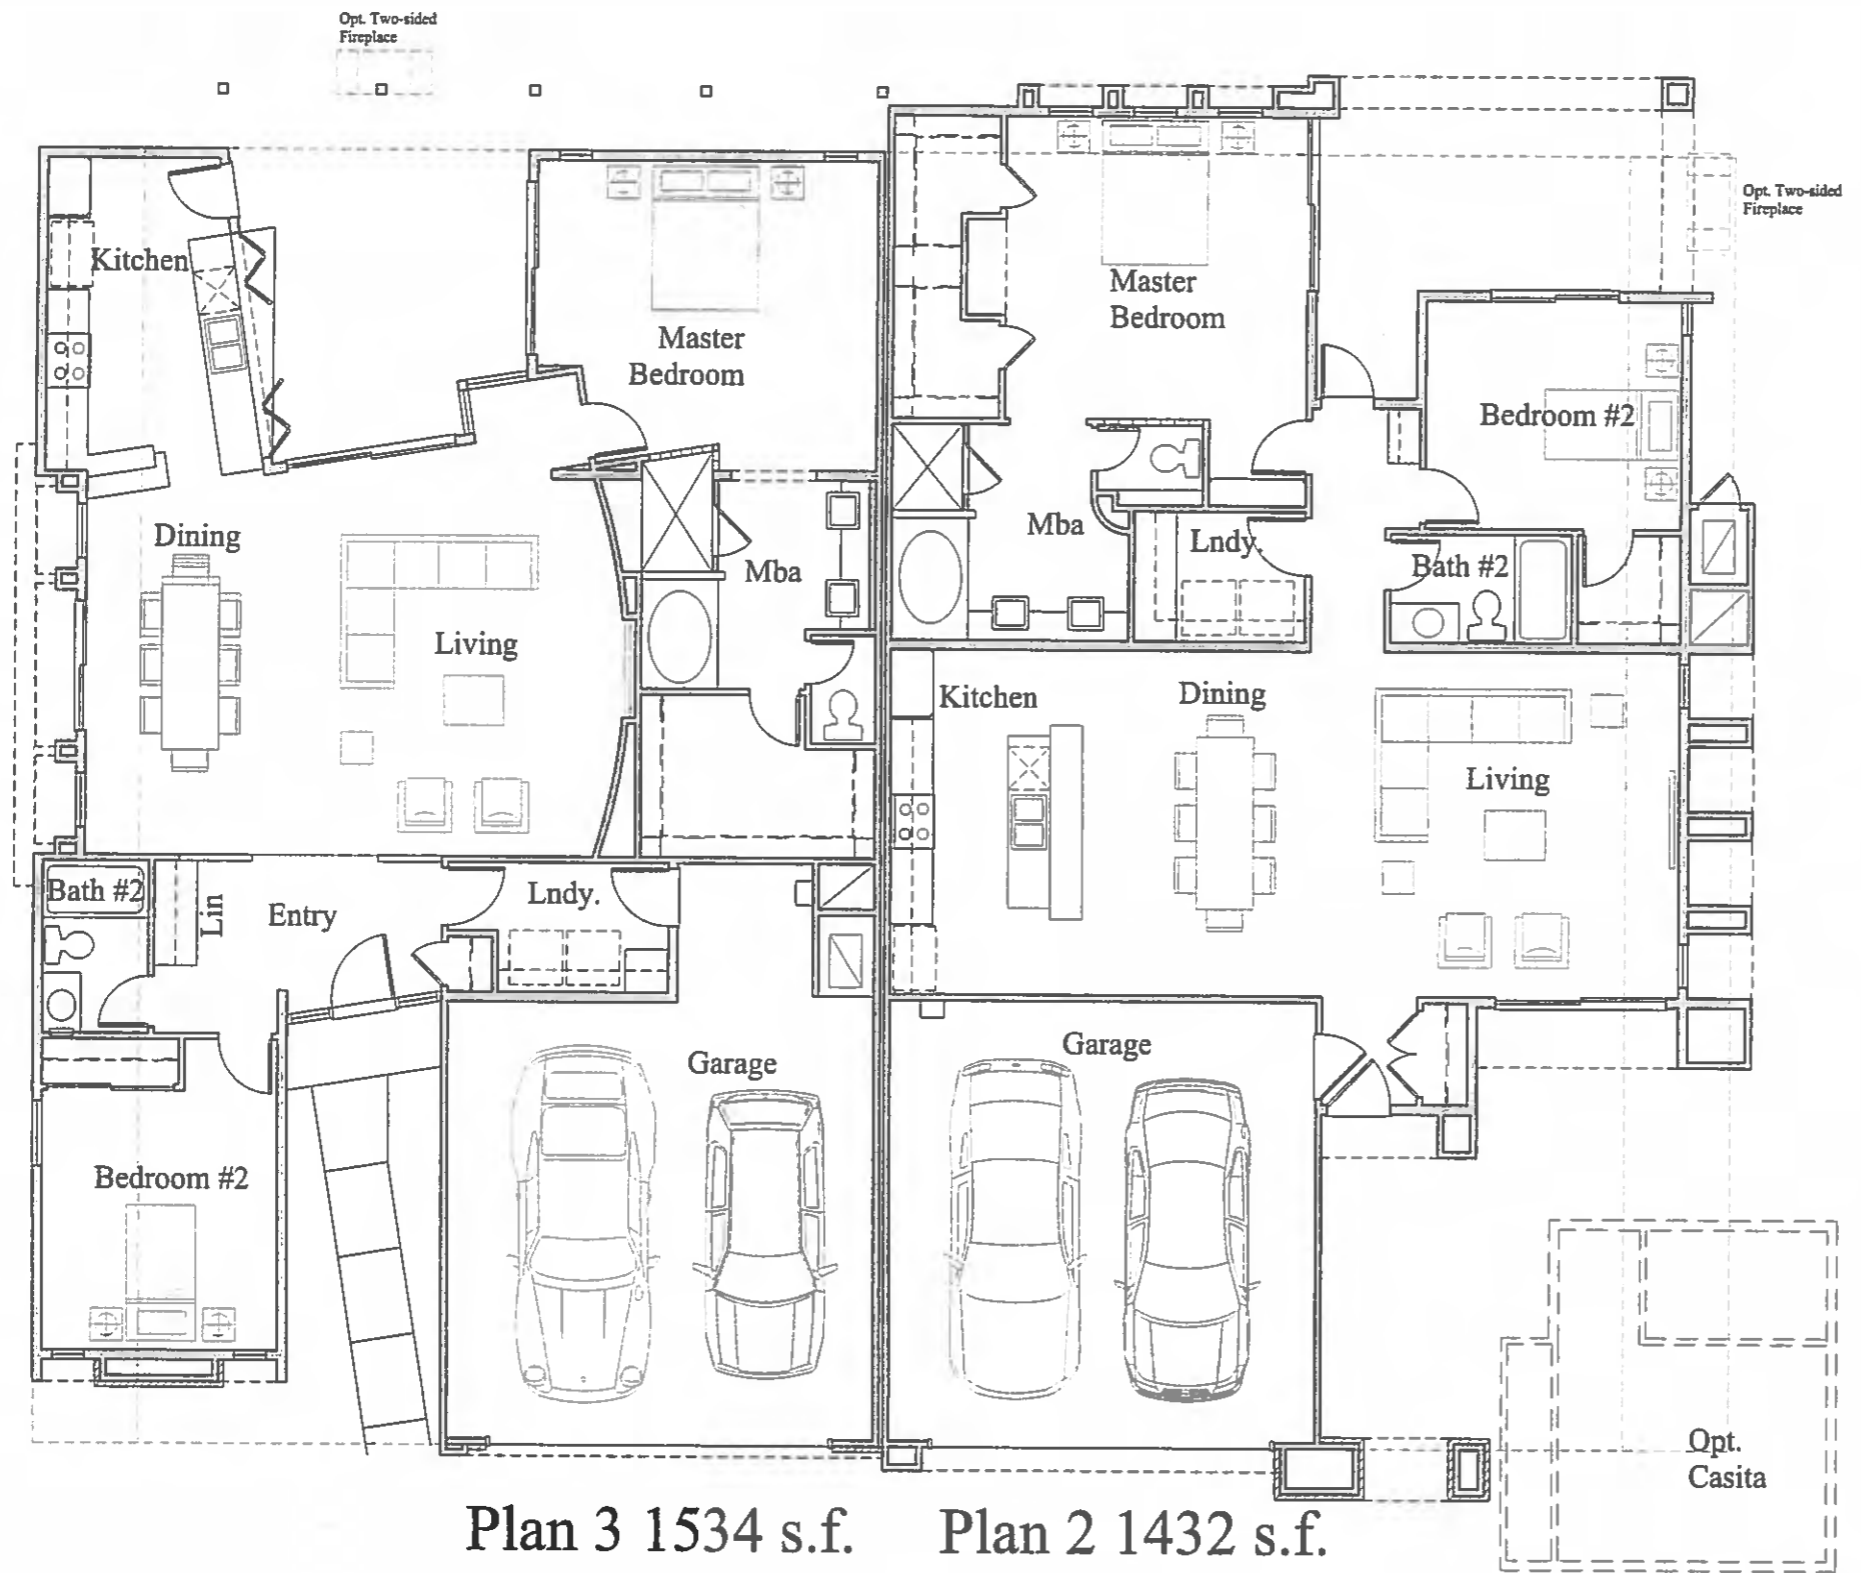 Opt. Two-sided
Fireplace
Opt. Two-sided
Fireplace
Kitchen
Master
Bedroom
Master
Bedroom
Bedroom #2
Dining
Mba
Living
Mba
Lndy.
Bath #2
Kitchen
Dining
Living
Bath #2
Lin
Entry
Lndy.
Garage
Garage
Bedroom #2
Opt.
Casita
Plan 3 1534 s.f.
Plan 2 1432 s.f.